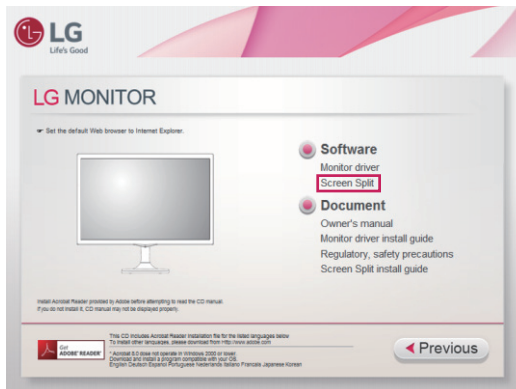 LG
Life's Good
LG MONITOR
☞ Set the default Web browser to Internet Explorer.
Software
Monitor driver
Screen Split
Document
Owner's manual
Monitor driver install guide
Regulatory, safety precautions
Screen Split install guide
Install Acrobat Reader provided by Adobe before attempting to read the CD manual.
If you do not install it, CD manual may not be displayed properly.
Get
ADOBE® READER®
This CD includes Acrobat Reader installation file for the listed languages below
To install other languages, please download from http://www.adobe.com
* Acrobat 8.0 dose not operate in Windows 2000 or lower.
Download and install a program compatible with your OS.
English Deutsch Español Portuguese Nederlands Italiano Francais Japanese Korean
Previous